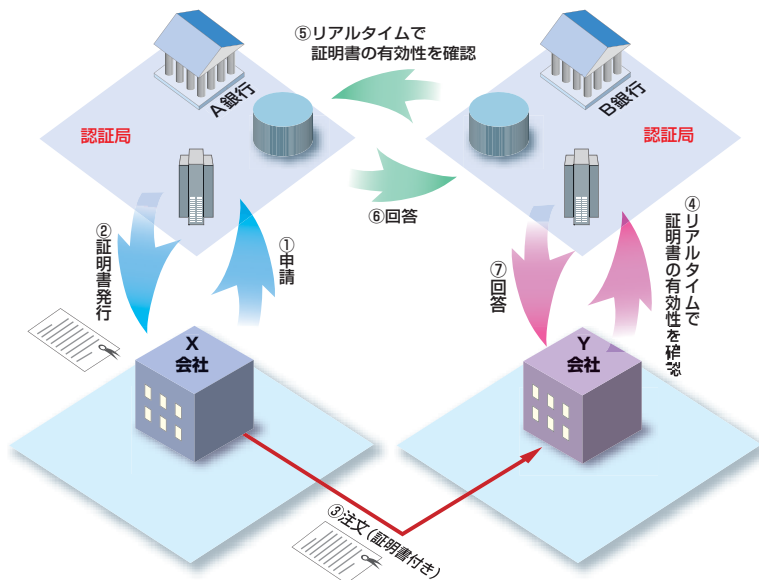 ⑤リアルタイムで
証明書の有効性を確認
A銀行
B銀行
認証局
認証局
⑥回答
②証明書発行
①申請
⑦回答
④リアルタイムで
証明書の有効性を確認
X
会社
Y
会社
③注文(証明書付き)